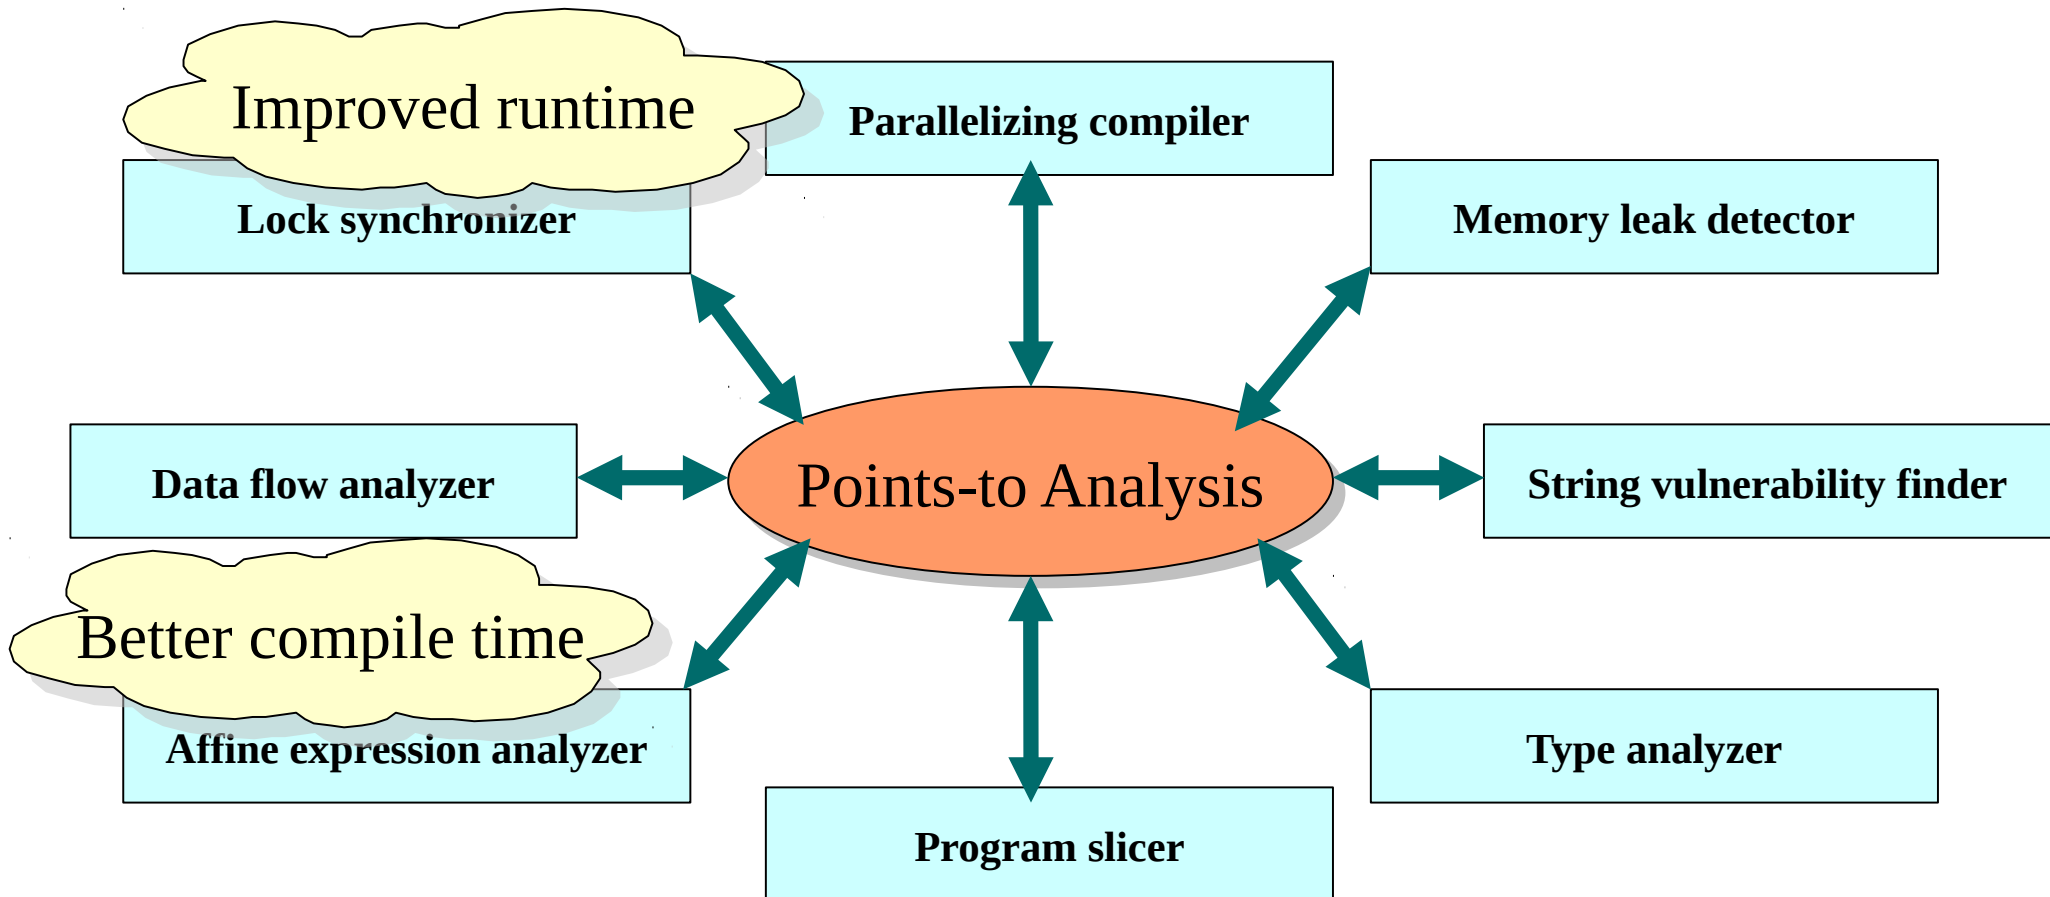 Improved runtime
Parallelizing compiler
Lock synchronizer
Memory leak detector
Data flow analyzer
Points-to Analysis
String vulnerability finder
Better compile time
Affine expression analyzer
Type analyzer
Program slicer